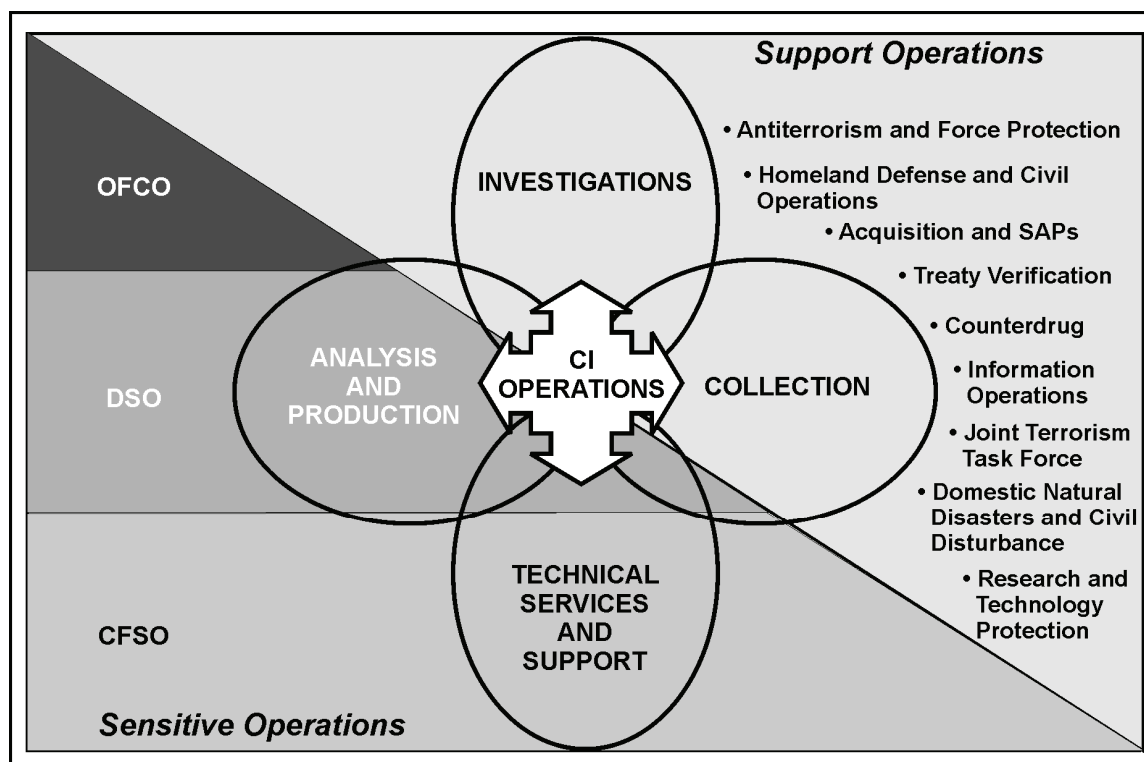 Support Operations
• Antiterrorism and Force Protection
• Homeland Defense and Civil
Operations
• Acquisition and SAPs
• Treaty Verification
• Counterdrug
• Information
Operations
• Joint Terrorism
Task Force
• Domestic Natural
Disasters and Civil
Disturbance
• Research and
Technology
Protection
OFCO
DSO
CFSO
Sensitive Operations
INVESTIGATIONS
ANALYSIS
AND
PRODUCTION
CI
OPERATIONS
COLLECTION
TECHNICAL
SERVICES
AND
SUPPORT